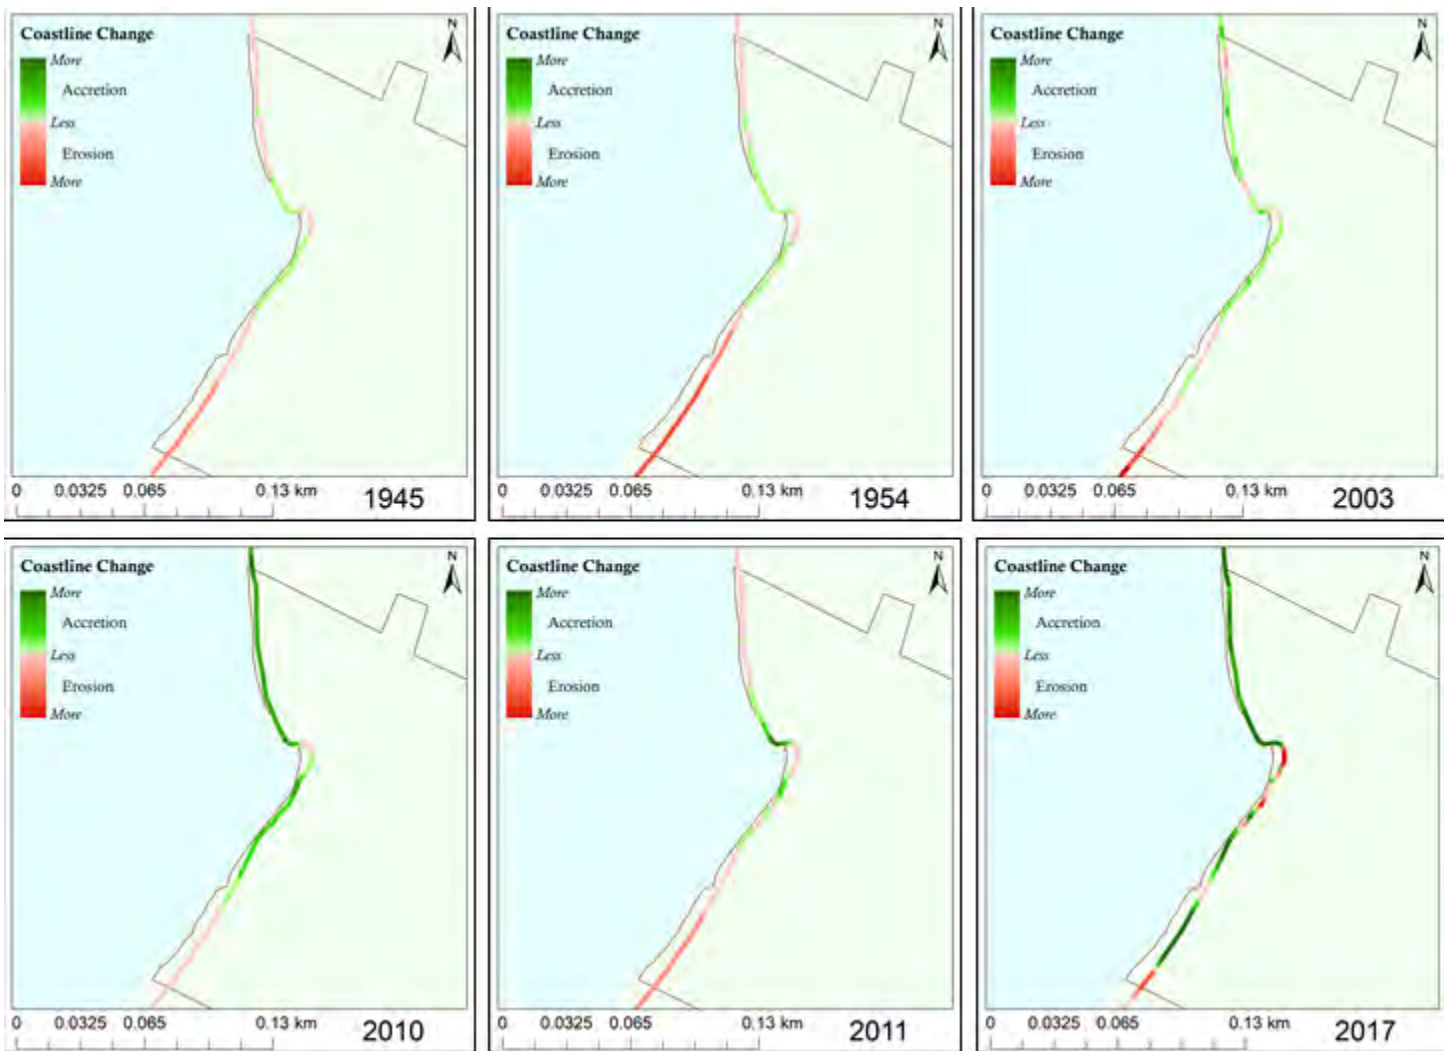 Coastline Change
N
More
Accretion
Less
Erosion
More
0 0.0325 0.065 0.13 km 1945
Coastline Change
N
More
Accretion
Less
Erosion
More
0 0.0325 0.065 0.13 km 1954
Coastline Change
N
More
Accretion
Less
Erosion
More
0 0.0325 0.065 0.13 km 2003
Coastline Change
N
More
Accretion
Less
Erosion
More
0 0.0325 0.065 0.13 km 2010
Coastline Change
N
More
Accretion
Less
Erosion
More
0 0.0325 0.065 0.13 km 2011
Coastline Change
N
More
Accretion
Less
Erosion
More
0 0.0325 0.065 0.13 km 2017